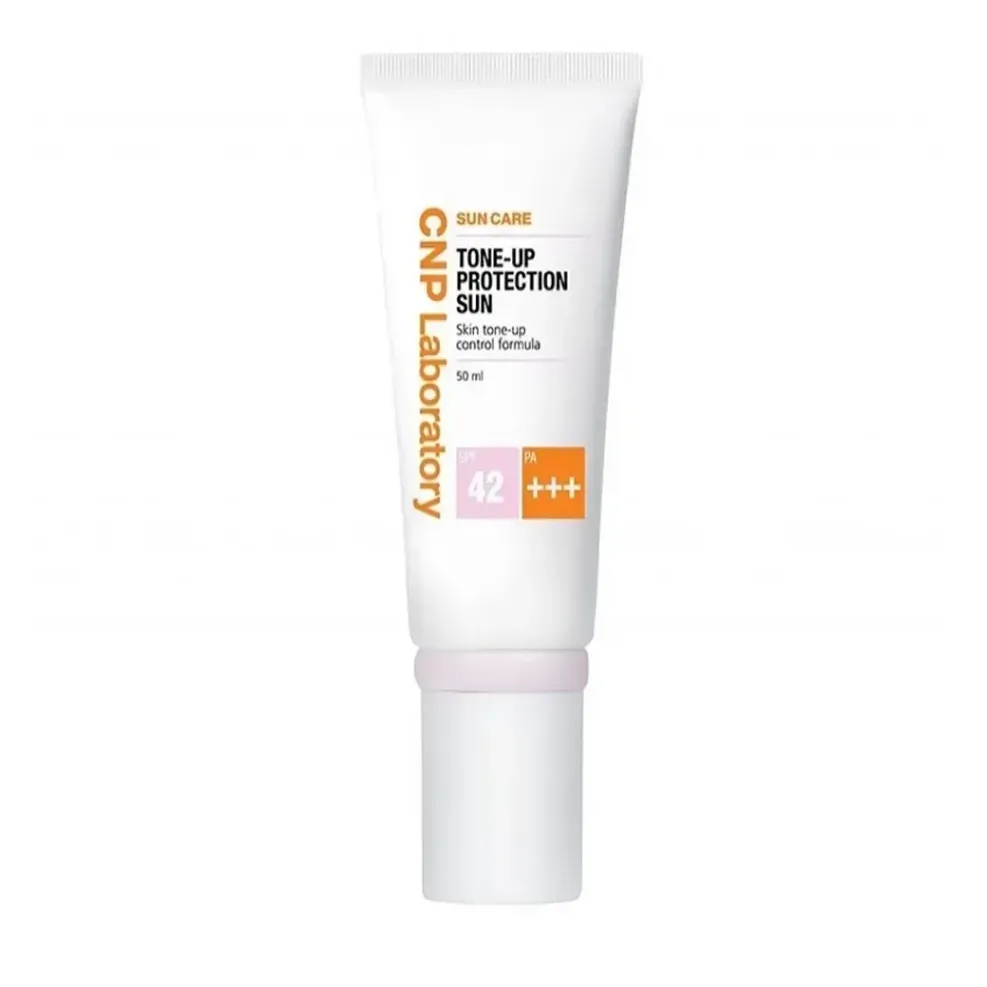 CNP Laboratory
SUN CARE
TONE-UP
PROTECTION
SUN
Skin tone-up
control formula
50 ml
SPF
42
PA
+++